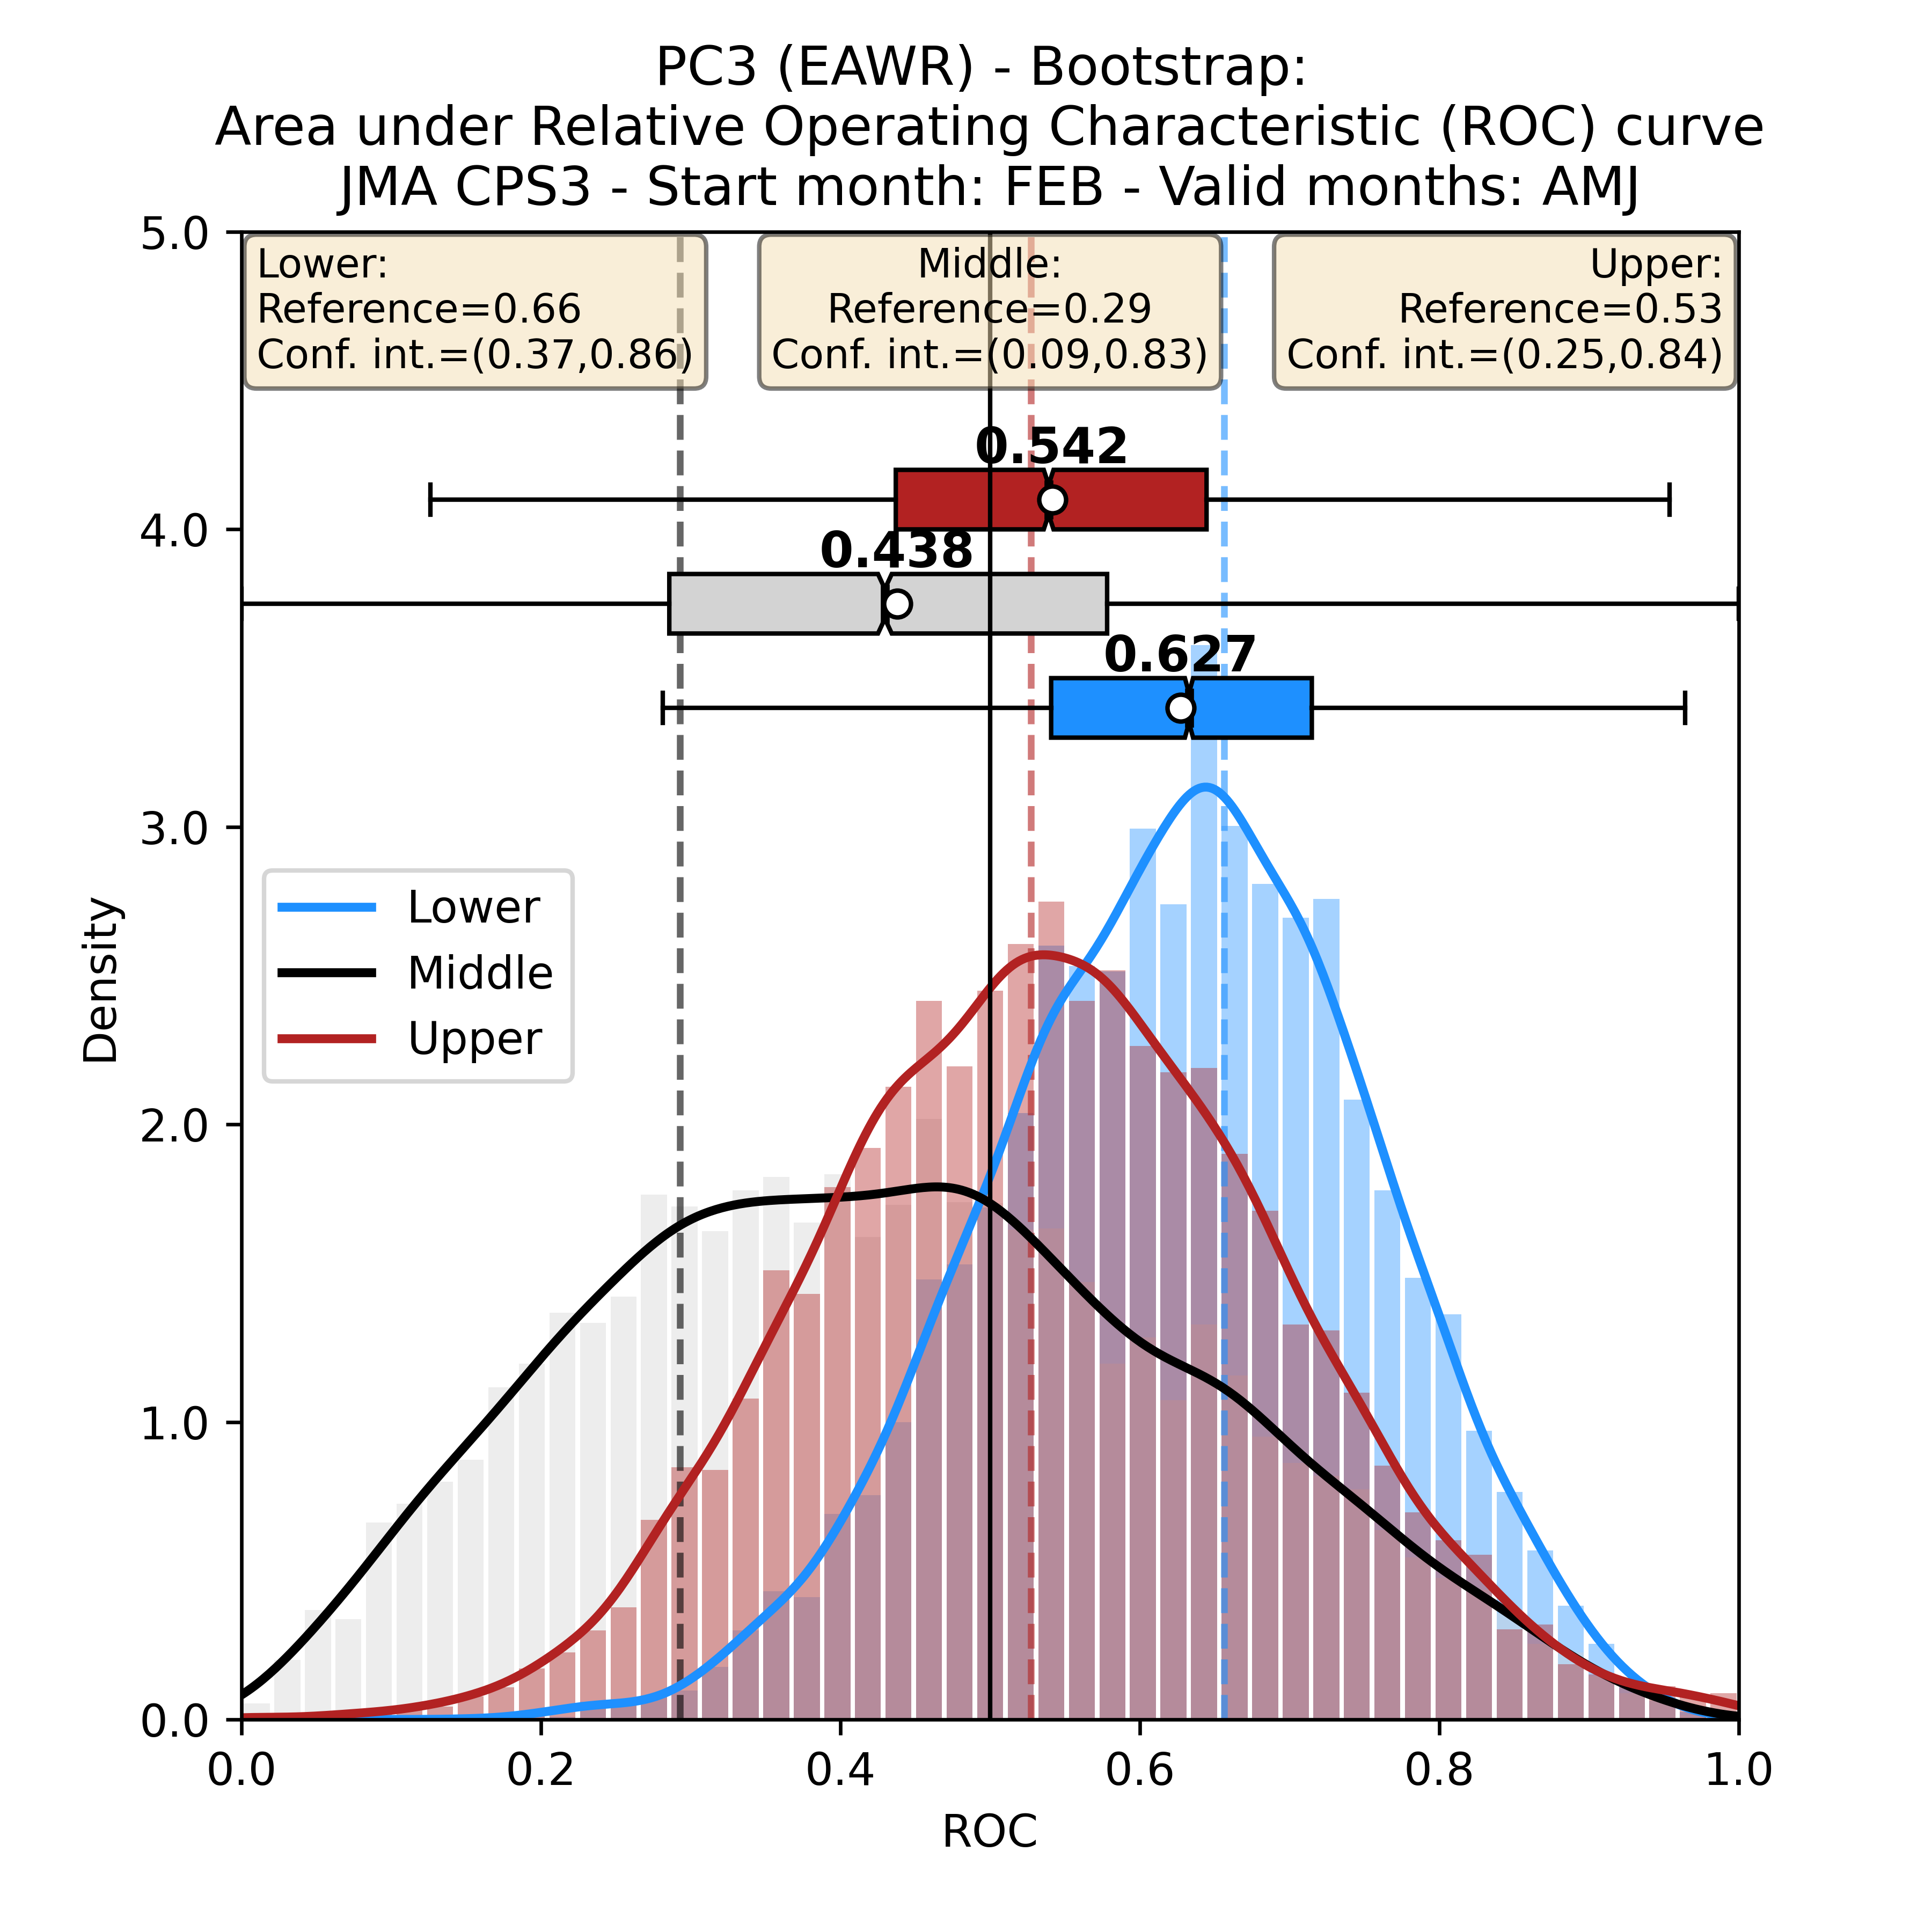 PC3 (EAWR) - Bootstrap:
Area under Relative Operating Characteristic (ROC) curve
JMA CPS3 - Start month: FEB - Valid months: AMJ
5.0
4.0
3.0
2.0
1.0
0.0
Density
Lower:
Reference=0.66
Conf. int.=(0.37,0.86)
Middle:
Reference=0.29
Conf. int.=(0.09,0.83)
Upper:
Reference=0.53
Conf. int.=(0.25,0.84)
0.542
0.438
0.627
Lower
Middle
Upper
0.0
0.2
0.4
0.6
0.8
1.0
ROC